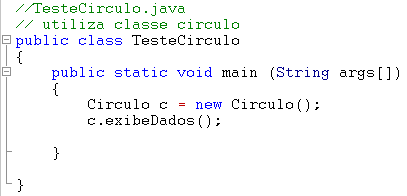 //TesteCirculo.java
// utiliza classe circulo
public class TesteCirculo
{
public static void main (String args[])
{
Circulo c = new Circulo();
c.exibeDados();
}
}